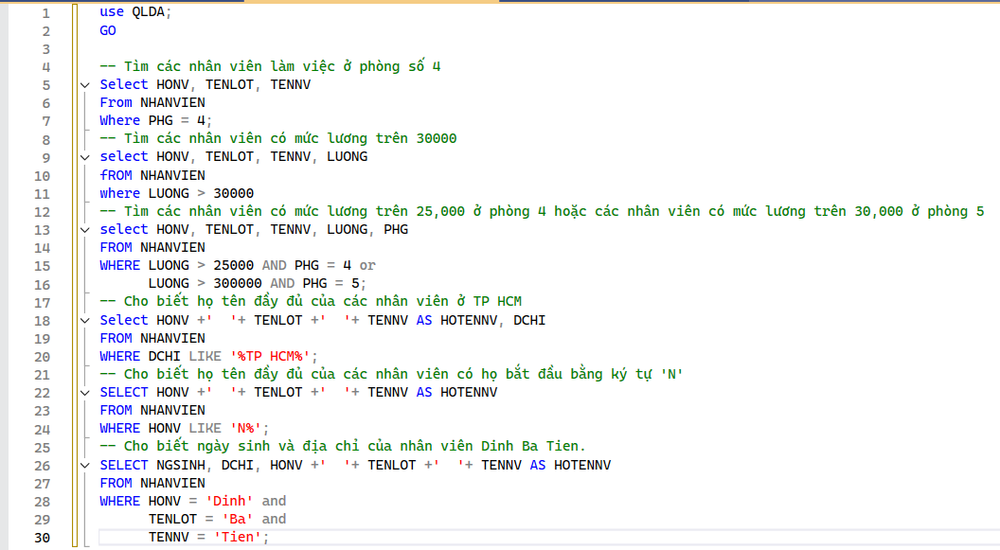 1 use QLDA;
2 GO
3
4 -- Tìm các nhân viên làm việc ở phòng số 4
5 Select HONV, TENLOT, TENNV
6 From NHANVIEN
7 Where PHG = 4;
8 -- Tìm các nhân viên có mức lương trên 30000
9 select HONV, TENLOT, TENNV, LUONG
10 fROM NHANVIEN
11 where LUONG > 30000
12 -- Tìm các nhân viên có mức lương trên 25,000 ở phòng 4 hoặc các nhân viên có mức lương trên 30,000 ở phòng 5
13 select HONV, TENLOT, TENNV, LUONG, PHG
14 FROM NHANVIEN
15 WHERE LUONG > 25000 AND PHG = 4 or
16 LUONG > 300000 AND PHG = 5;
17 -- Cho biết họ tên đầy đủ của các nhân viên ở TP HCM
18 Select HONV +'  '+ TENLOT +'  '+ TENNV AS HOTENNV, DCHI
19 FROM NHANVIEN
20 WHERE DCHI LIKE '%TP HCM%';
21 -- Cho biết họ tên đầy đủ của các nhân viên có họ bắt đầu bằng ký tự 'N'
22 SELECT HONV +'  '+ TENLOT +'  '+ TENNV AS HOTENNV
23 FROM NHANVIEN
24 WHERE HONV LIKE 'N%';
25 -- Cho biết ngày sinh và địa chỉ của nhân viên Dinh Ba Tien.
26 SELECT NGSINH, DCHI, HONV +'  '+ TENLOT +'  '+ TENNV AS HOTENNV
27 FROM NHANVIEN
28 WHERE HONV = 'Dinh' and
29 TENLOT = 'Ba' and
30 TENNV = 'Tien';